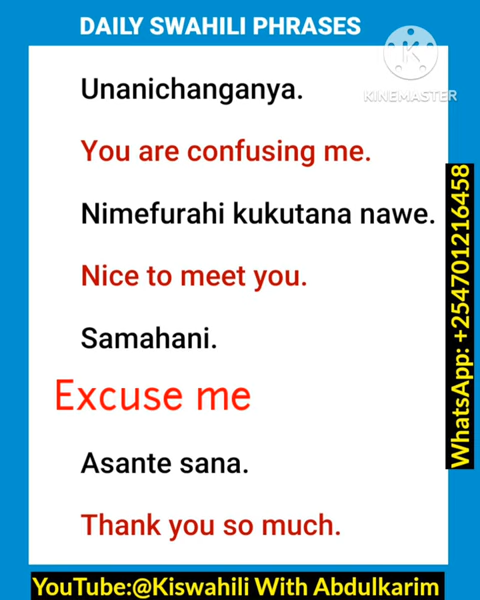 DAILY SWAHILI PHRASES
K
KINEMASTER
Unanichanganya.
You are confusing me.
Nimefurahi kukutana nawe.
Nice to meet you.
Samahani.
Excuse me
Asante sana.
Thank you so much.
WhatsApp: +254701216458
YouTube:@Kiswahili With Abdulkarim